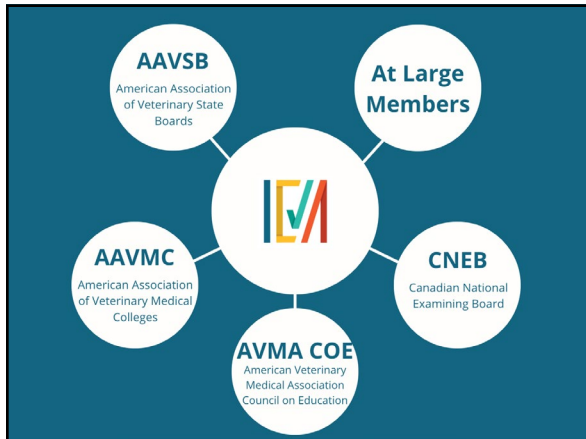 AAVSB
American Association
of Veterinary State
Boards
At Large
Members
ICVA
AAVMC
American Association
of Veterinary Medical
Colleges
CNEB
Canadian National
Examining Board
AVMA COE
American Veterinary
Medical Association
Council on Education